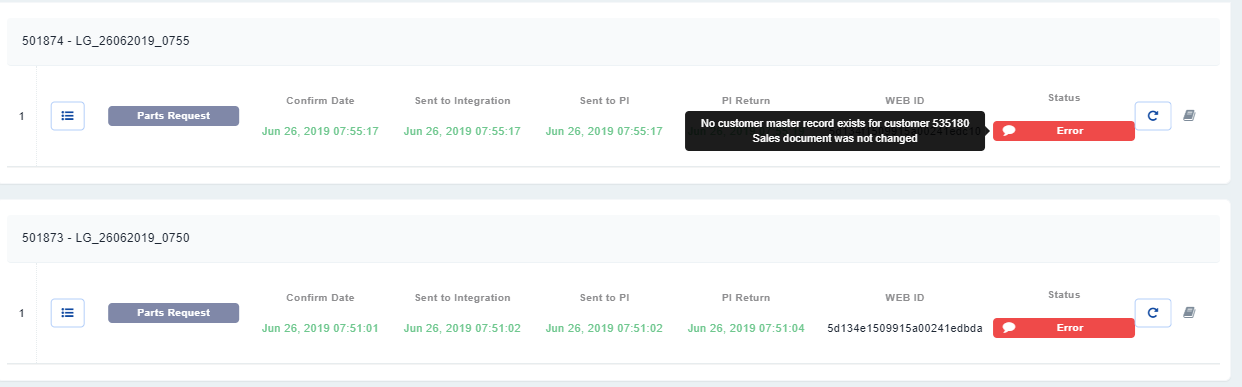 501874 - LG_26062019_0755
Confirm Date Sent to Integration Sent to PI PI Return WEB ID Status
1 Parts Request
Jun 26, 2019 07:55:17 Jun 26, 2019 07:55:17 Jun 26, 2019 07:55:17 Error
No customer master record exists for customer 535180
Sales document was not changed
501873 - LG_26062019_0750
Confirm Date Sent to Integration Sent to PI PI Return WEB ID Status
1 Parts Request
Jun 26, 2019 07:51:01 Jun 26, 2019 07:51:02 Jun 26, 2019 07:51:02 Jun 26, 2019 07:51:04 5d134e1509915a00241edbda Error